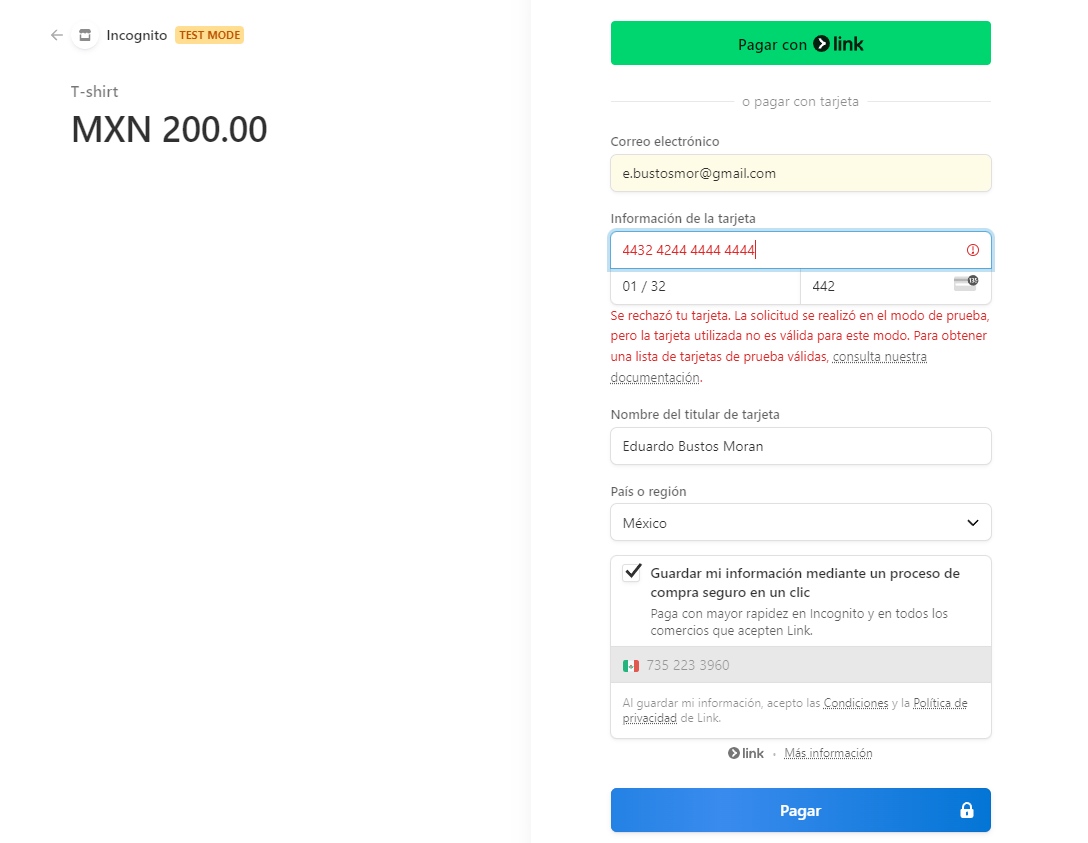 Incognito TEST MODE
T-shirt
MXN 200.00
Pagar con link
o pagar con tarjeta
Correo electrónico
e.bustosmor@gmail.com
Información de la tarjeta
4432 4244 4444 4444
01 / 32
442
135
Se rechazó tu tarjeta. La solicitud se realizó en el modo de prueba,
pero la tarjeta utilizada no es válida para este modo. Para obtener
una lista de tarjetas de prueba válidas, consulta nuestra
documentación.
Nombre del titular de tarjeta
Eduardo Bustos Moran
País o región
México
Guardar mi información mediante un proceso de
compra seguro en un clic
Paga con mayor rapidez en Incognito y en todos los
comercios que acepten Link.
735 223 3960
Al guardar mi información, acepto las Condiciones y la Política de
privacidad de Link.
link · Más información
Pagar